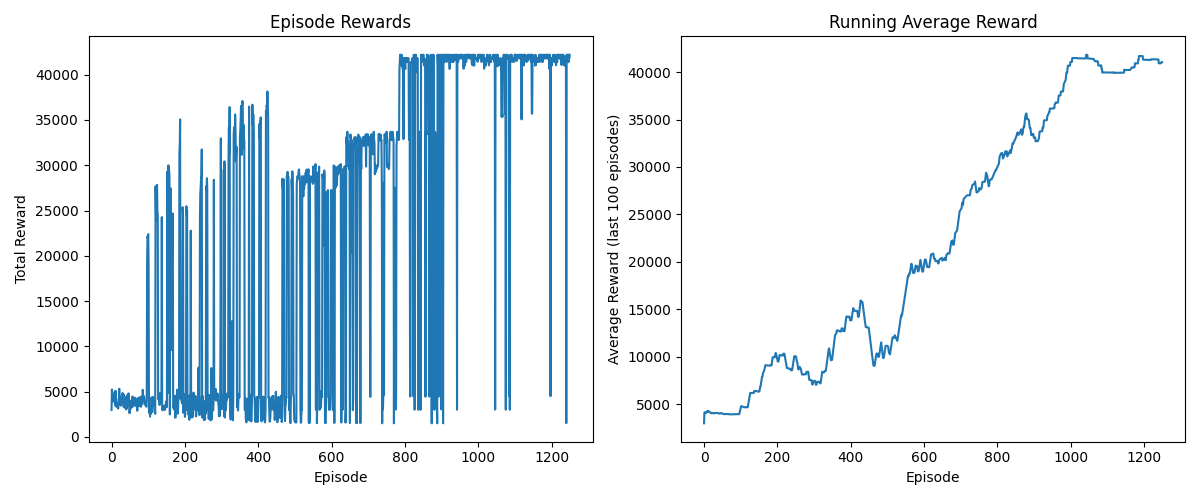 Episode Rewards
Total Reward
40000
35000
30000
25000
20000
15000
10000
5000
0
0 200 400 600 800 1000 1200
Episode
Running Average Reward
Average Reward (last 100 episodes)
40000
35000
30000
25000
20000
15000
10000
5000
0 200 400 600 800 1000 1200
Episode